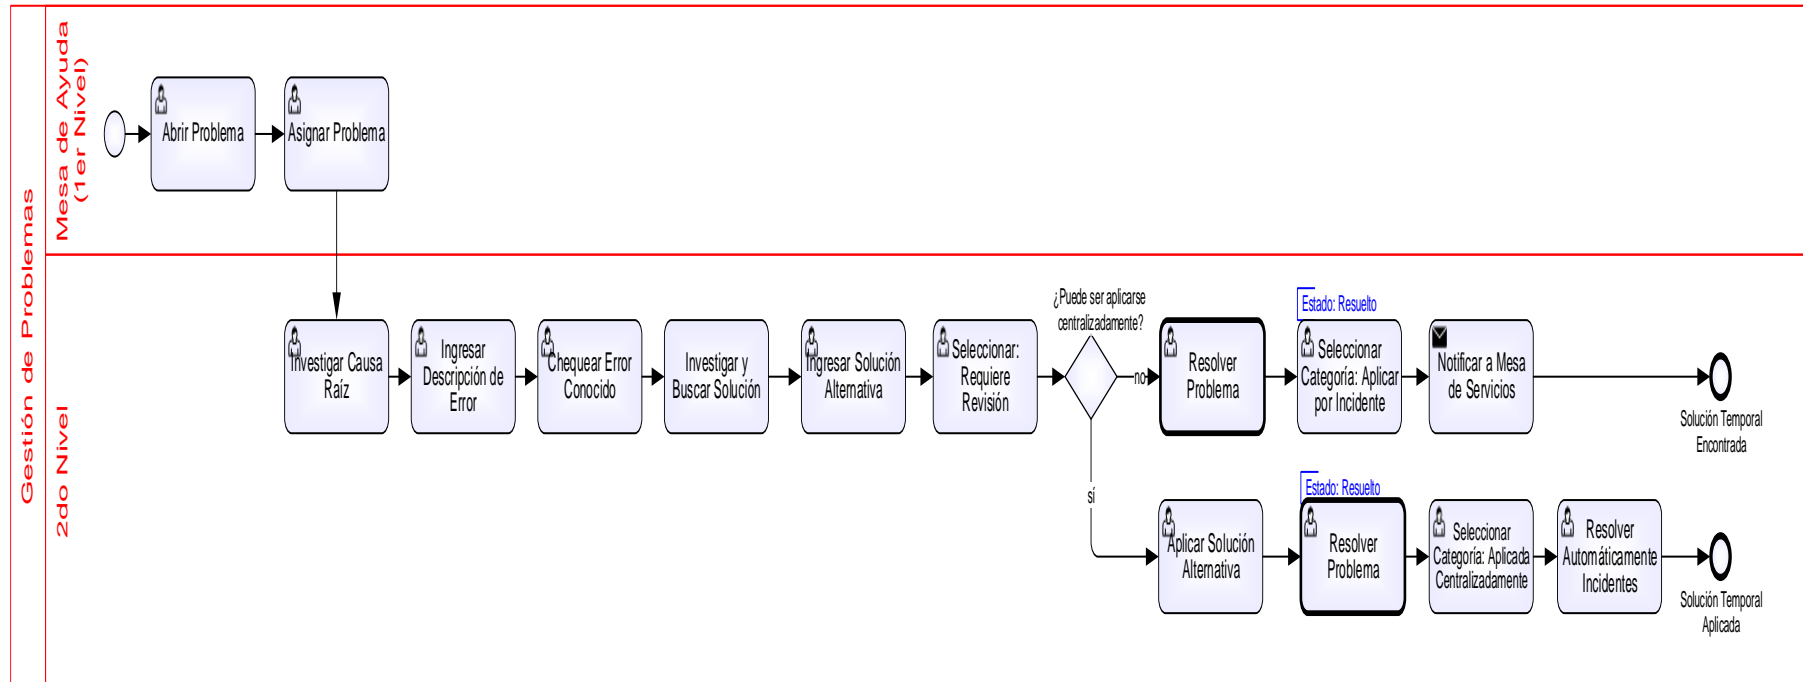 Gestión de Problemas
Mesa de Ayuda
(1er Nivel)
Abrir Problema
Asignar Problema
2do Nivel
Investigar Causa
Raíz
Ingresar
Descripción de
Error
Chequear Error
Conocido
Investigar y
Buscar Solución
Ingresar Solución
Alternativa
Seleccionar:
Requiere
Revisión
¿Puede ser aplicarse
centralizadamente?
no
Resolver
Problema
Estado: Resuelto
Seleccionar
Categoría: Aplicar
por Incidente
Notificar a Mesa
de Servicios
Solución Temporal
Encontrada
sí
Aplicar Solución
Alternativa
Estado: Resuelto
Resolver
Problema
Seleccionar
Categoría: Aplicada
Centralizadamente
Resolver
Automáticamente
Incidentes
Solución Temporal
Aplicada